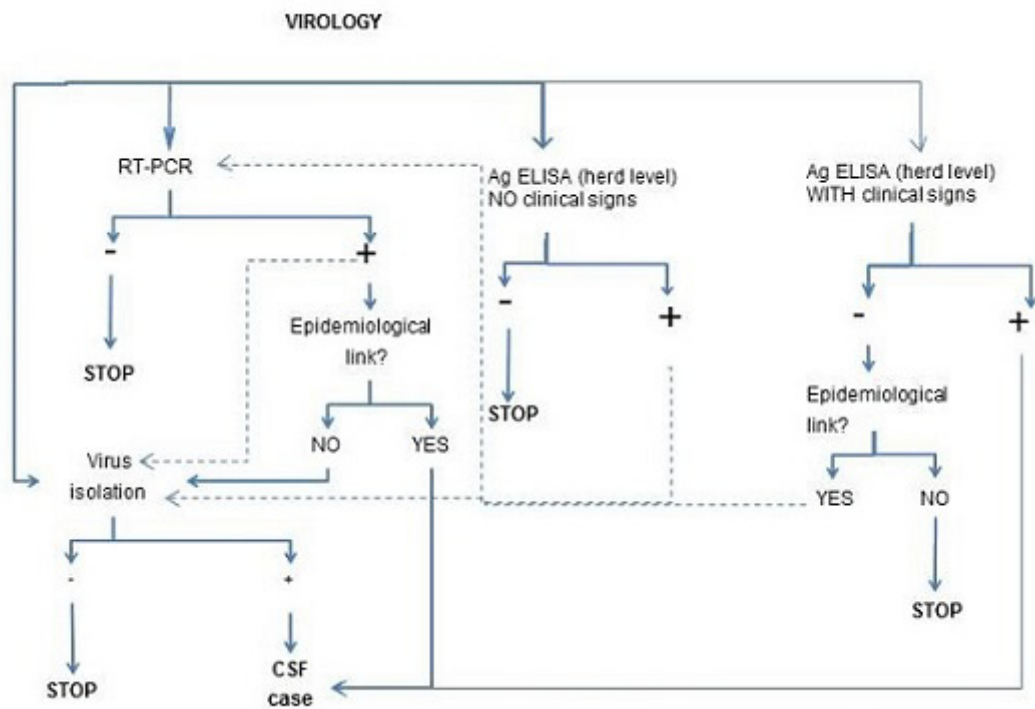 VIROLOGY
RT-PCR
Ag ELISA (herd level)
NO clinical signs
Ag ELISA (herd level)
WITH clinical signs
-
+
-
+
-
+
Epidemiological
link?
STOP
STOP
Epidemiological
link?
NO
YES
Virus
isolation
YES
NO
-
+
STOP
CSF
case
STOP